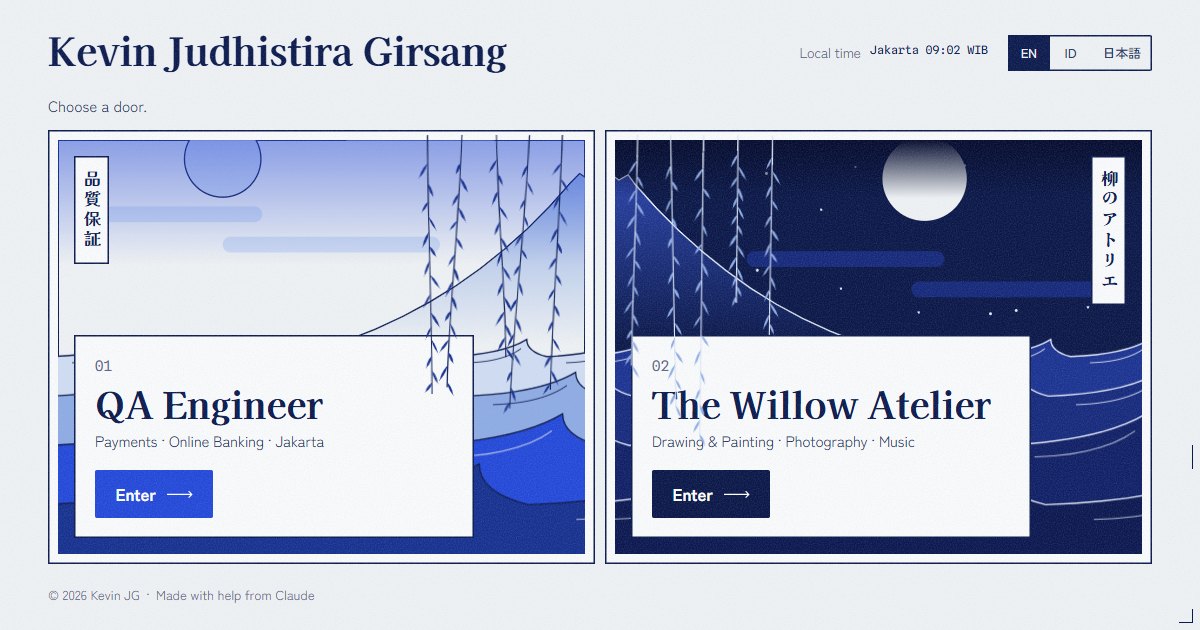 Kevin Judhistira Girsang
Local time Jakarta 09:02 WIB
EN ID 日本語
Choose a door.
品質保証
01
QA Engineer
Payments · Online Banking · Jakarta
Enter
柳のアトリエ
02
The Willow Atelier
Drawing & Painting · Photography · Music
Enter
© 2026 Kevin JG · Made with help from Claude